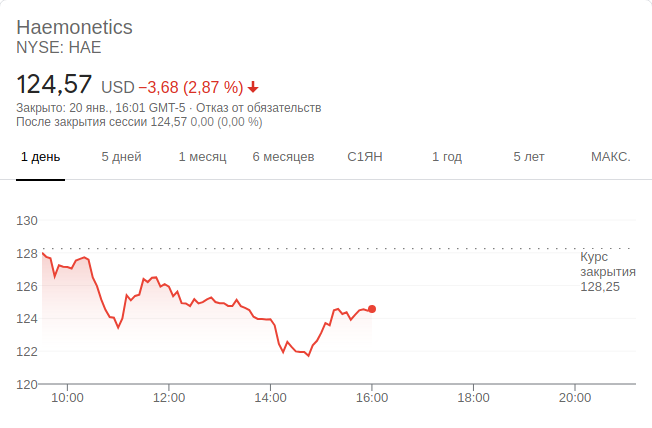 Haemonetics
NYSE: HAE
124,57 USD −3,68 (2,87 %)
Закрыто: 20 янв., 16:01 GMT-5 · Отказ от обязательств
После закрытия сессии 124,57 0,00 (0,00 %)
1 день 5 дней 1 месяц 6 месяцев С1ЯН 1 год 5 лет МАКС.
130
128
Курс
закрытия
128,25
126
124
122
120
10:00 12:00 14:00 16:00 18:00 20:00